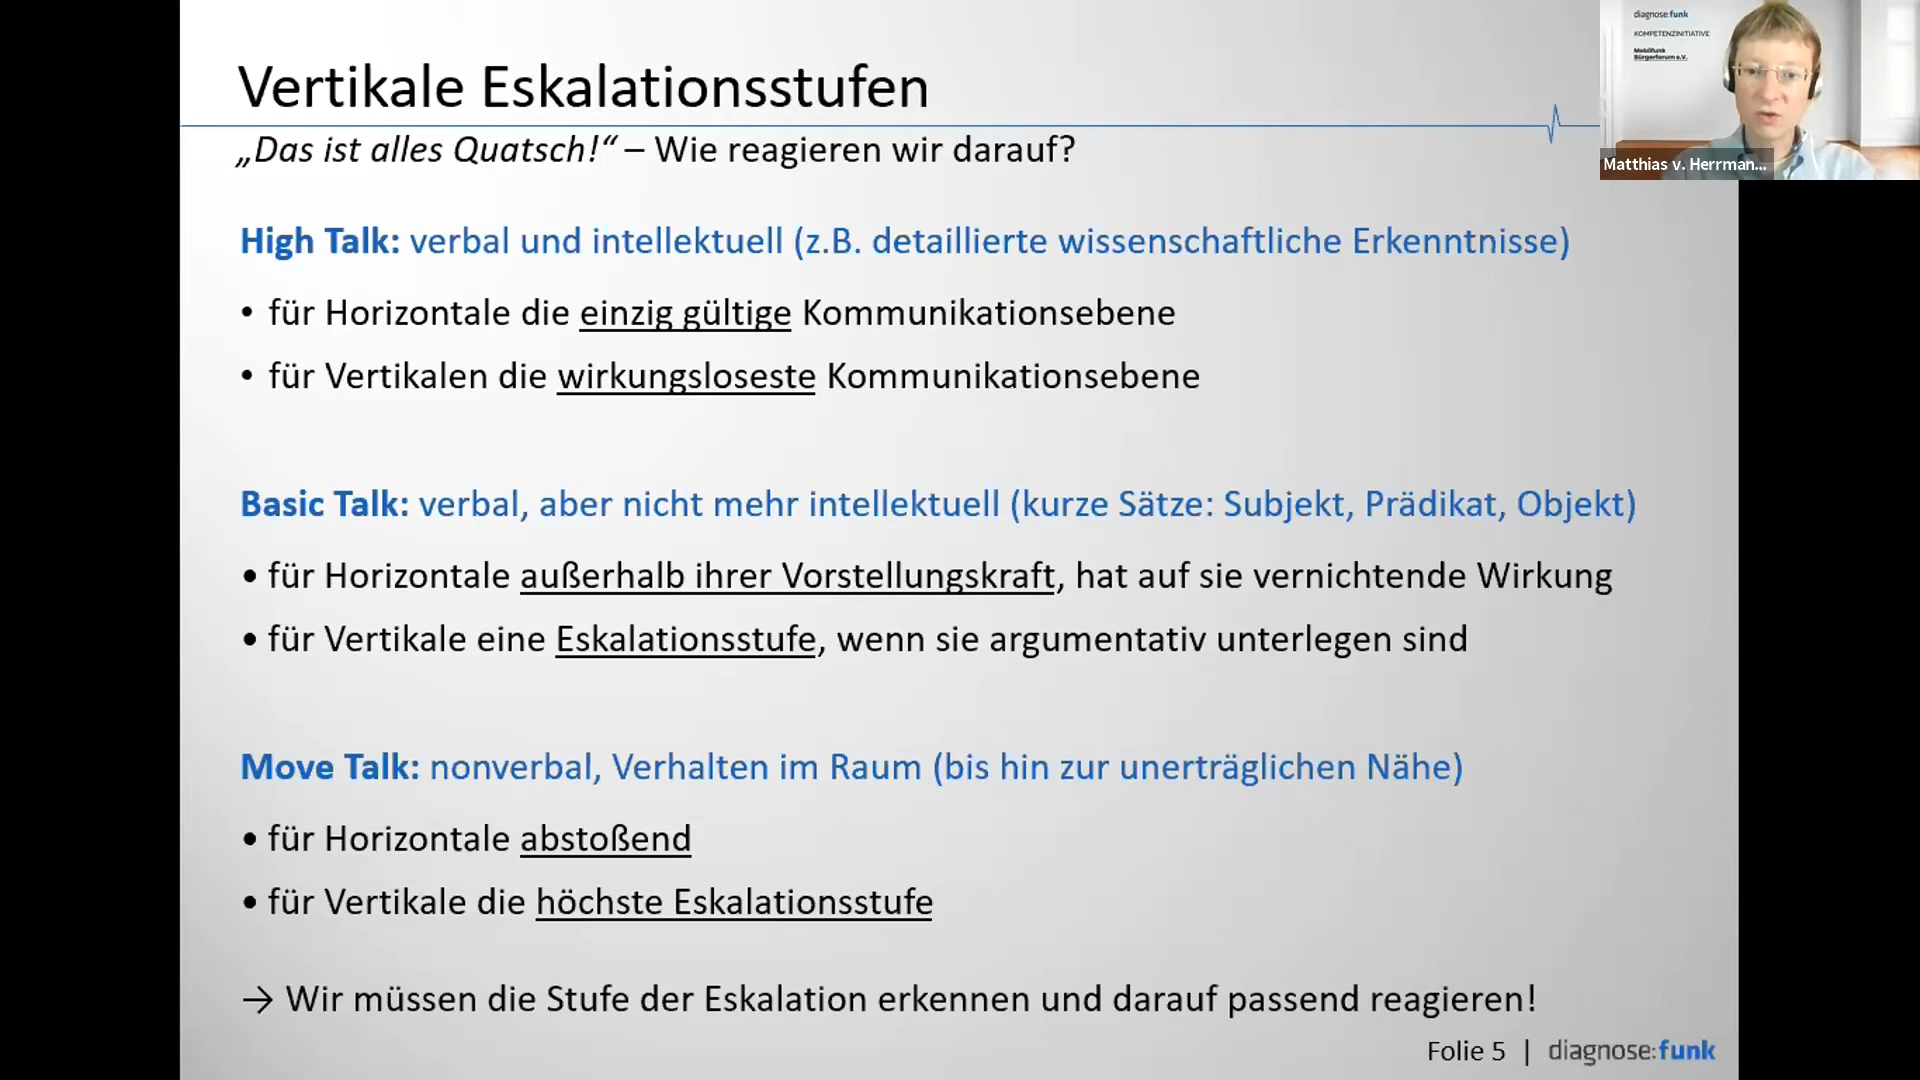 Vertikale Eskalationsstufen
„Das ist alles Quatsch!“ – Wie reagieren wir darauf?
High Talk: verbal und intellektuell (z.B. detaillierte wissenschaftliche Erkenntnisse)
• für Horizontale die einzig gültige Kommunikationsebene
• für Vertikalen die wirkungsloseste Kommunikationsebene
Basic Talk: verbal, aber nicht mehr intellektuell (kurze Sätze: Subjekt, Prädikat, Objekt)
• für Horizontale außerhalb ihrer Vorstellungskraft, hat auf sie vernichtende Wirkung
• für Vertikale eine Eskalationsstufe, wenn sie argumentativ unterlegen sind
Move Talk: nonverbal, Verhalten im Raum (bis hin zur unerträglichen Nähe)
• für Horizontale abstoßend
• für Vertikale die höchste Eskalationsstufe
→ Wir müssen die Stufe der Eskalation erkennen und darauf passend reagieren!
Folie 5 | diagnose:funk
diagnose:funk
KOMPETENZINITIATIVE
Mobilfunk
Bürgerforum e.V.
Matthias v. Herrman...